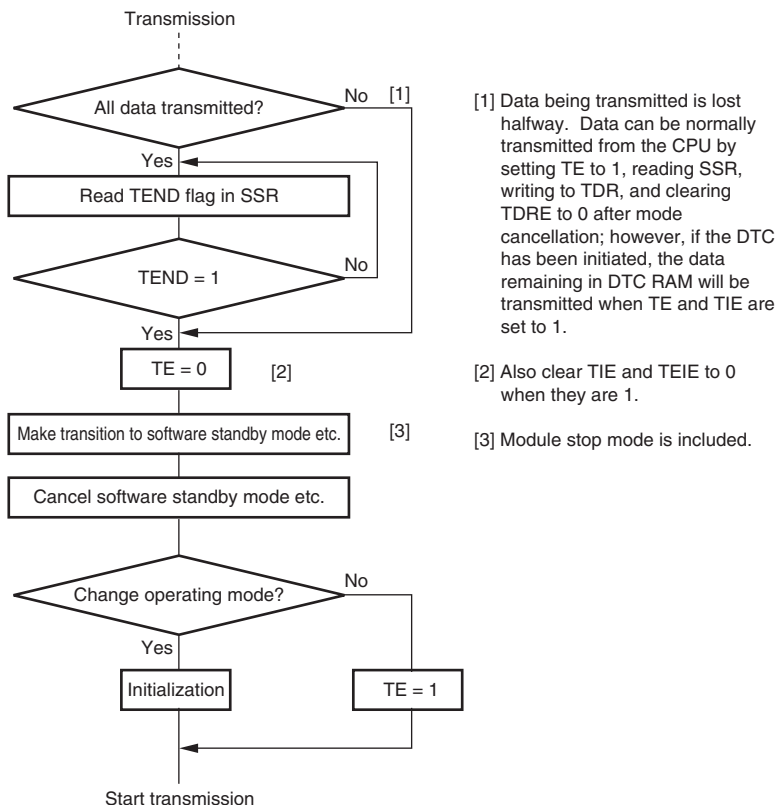 Transmission
All data transmitted?
No [1]
Yes
Read TEND flag in SSR
TEND = 1
No
Yes
TE = 0 [2]
Make transition to software standby mode etc. [3]
Cancel software standby mode etc.
Change operating mode?
No
Yes
Initialization
TE = 1
Start transmission
[1] Data being transmitted is lost
halfway. Data can be normally
transmitted from the CPU by
setting TE to 1, reading SSR,
writing to TDR, and clearing
TDRE to 0 after mode
cancellation; however, if the DTC
has been initiated, the data
remaining in DTC RAM will be
transmitted when TE and TIE are
set to 1.
[2] Also clear TIE and TEIE to 0
when they are 1.
[3] Module stop mode is included.